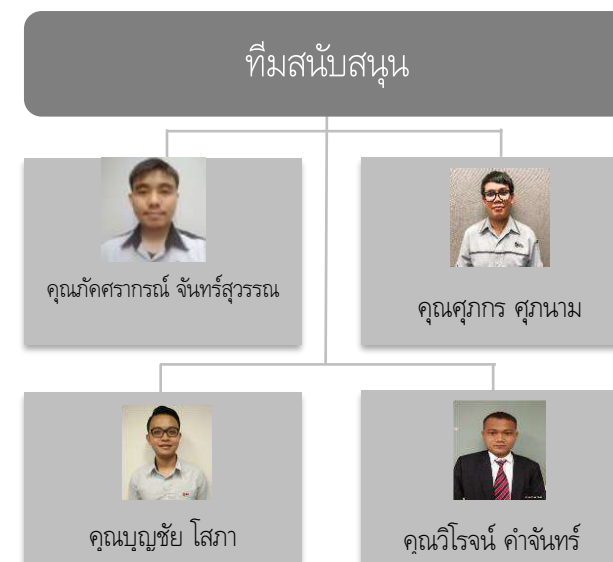 ทีมสนับสนุน
คุณภัคศรากรณ์ จันทร์สุวรรณ
คุณศุภกร ศุภนาม
คุณบุญชัย โสภา
คุณวิโรจน์ คำจันทร์